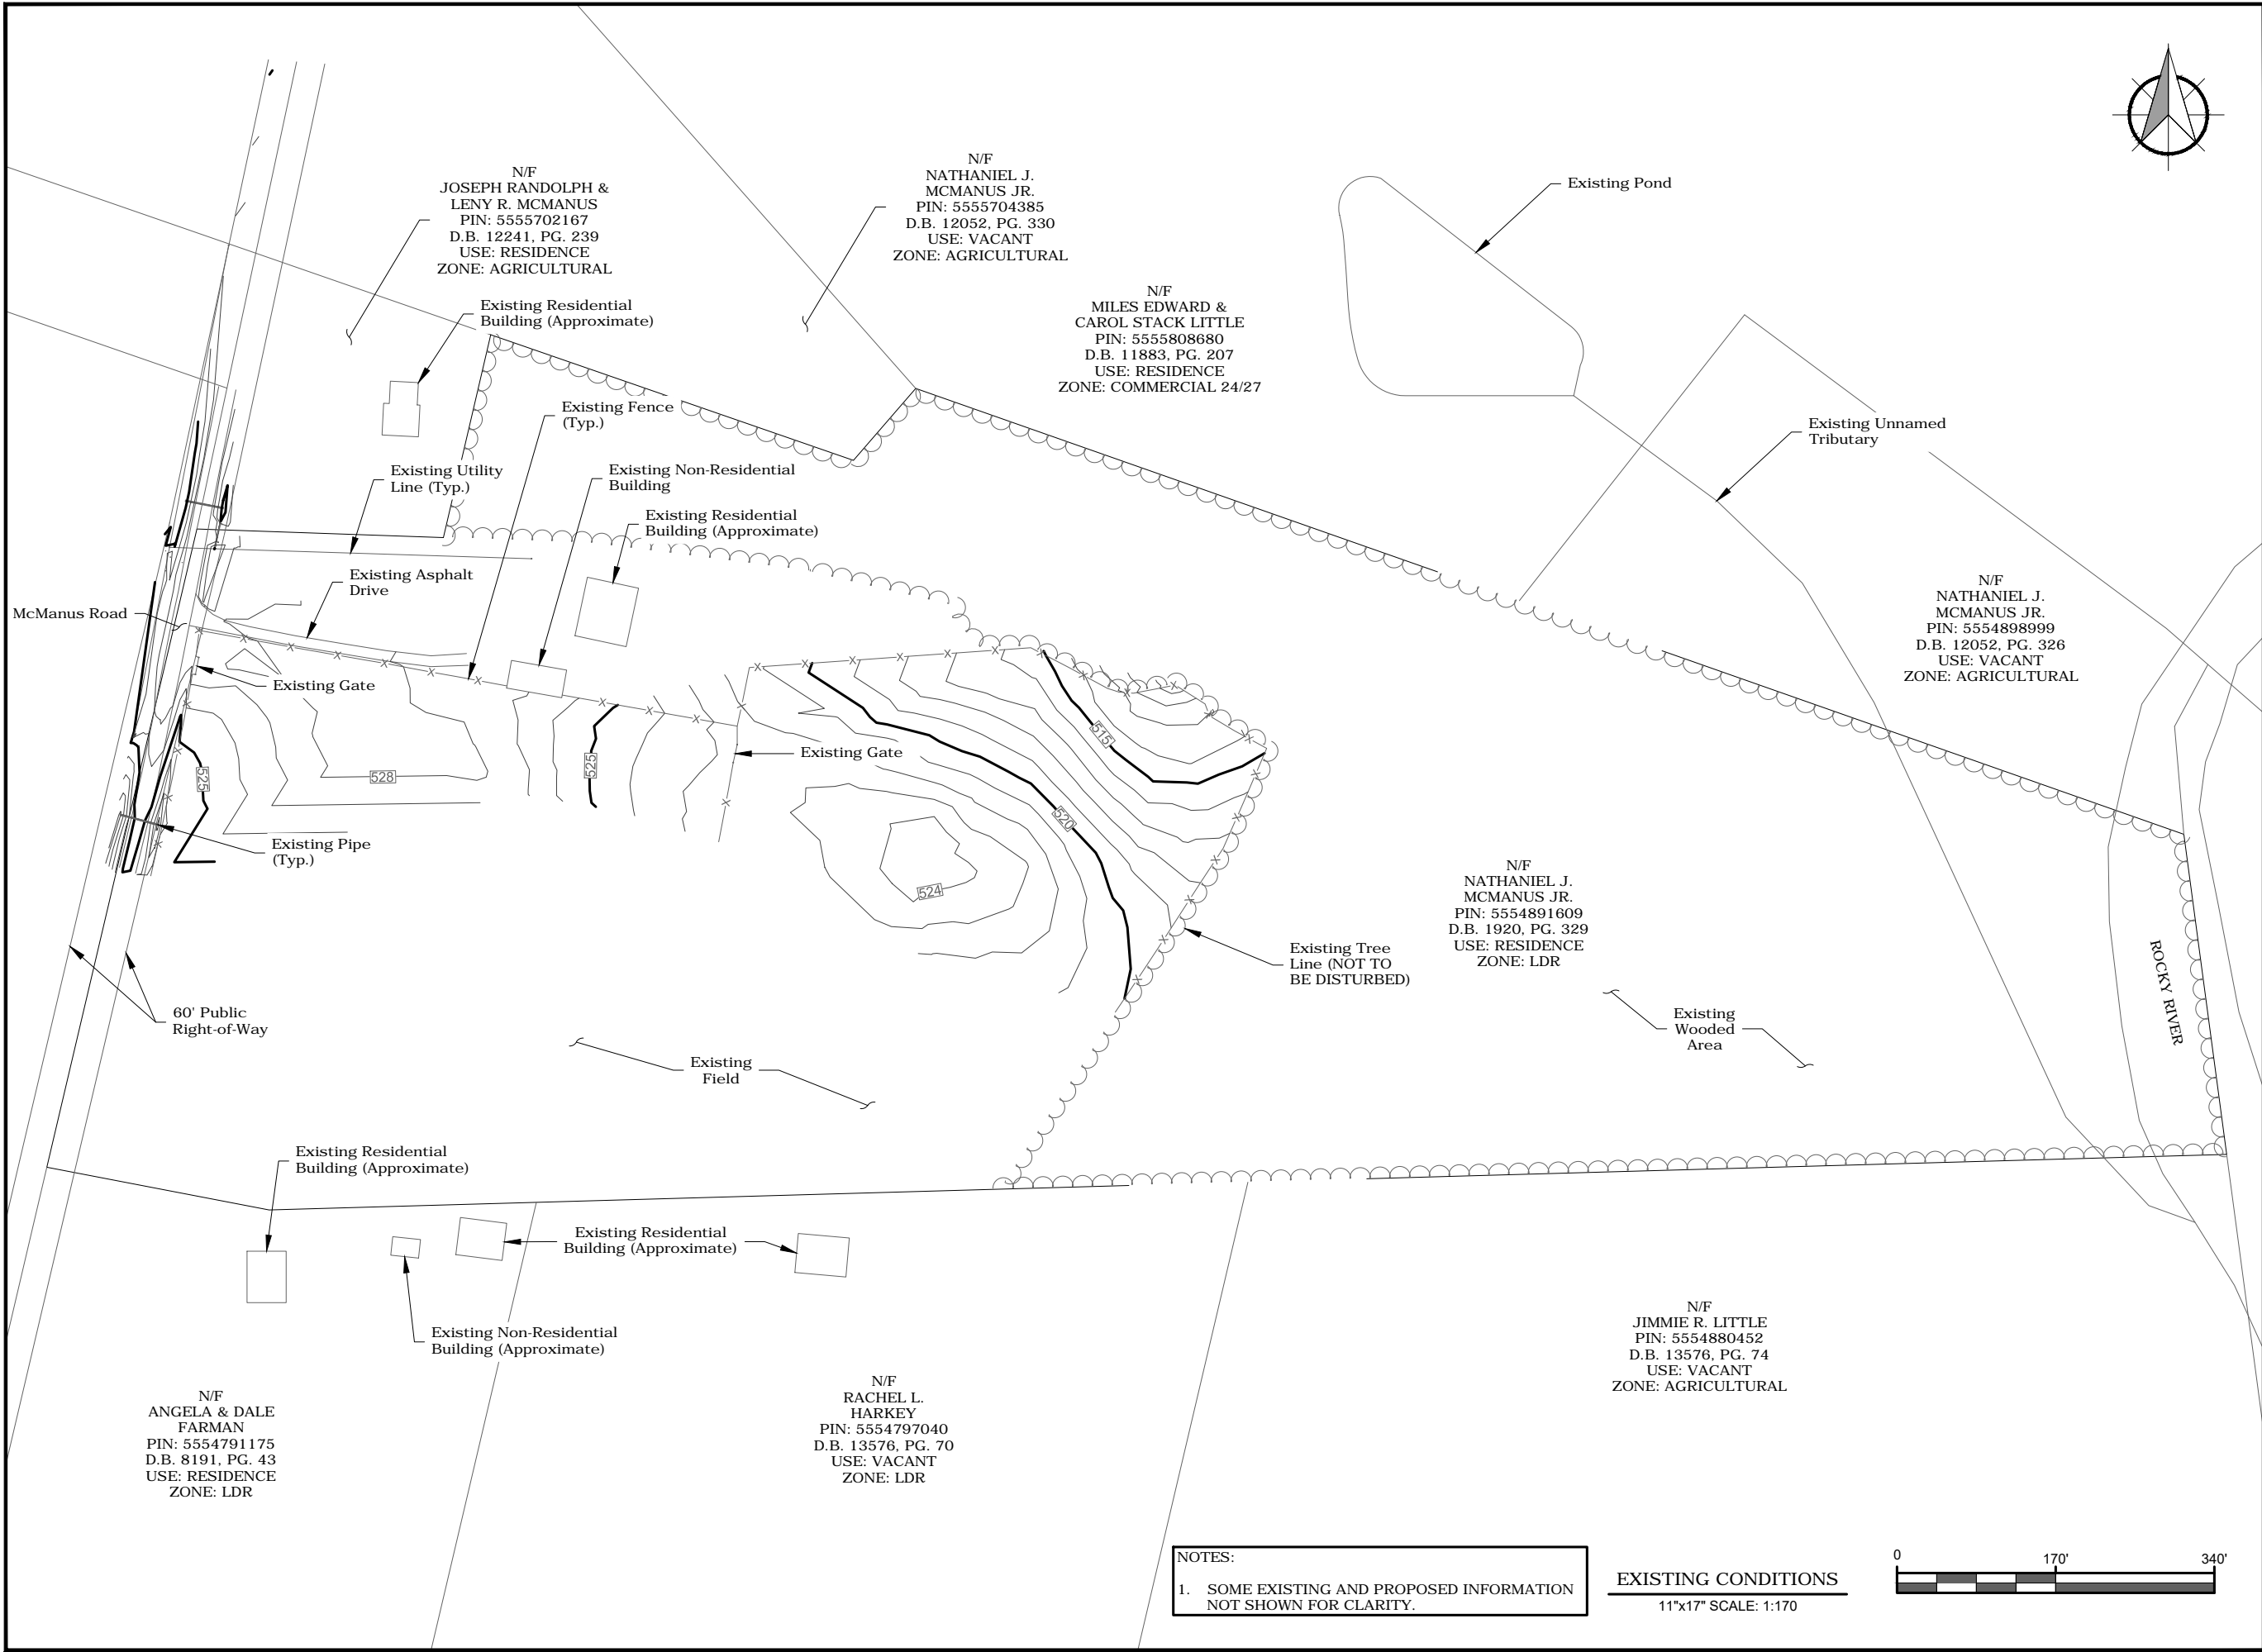 N/F
JOSEPH RANDOLPH &
LENY R. MCMANUS
PIN: 5555702167
D.B. 12241, PG. 239
USE: RESIDENCE
ZONE: AGRICULTURAL
N/F
NATHANIEL J.
MCMANUS JR.
PIN: 5555704385
D.B. 12052, PG. 330
USE: VACANT
ZONE: AGRICULTURAL
Existing Pond
N/F
MILES EDWARD &
CAROL STACK LITTLE
PIN: 5555808680
D.B. 11883, PG. 207
USE: RESIDENCE
ZONE: COMMERCIAL 24/27
Existing Residential
Building (Approximate)
Existing Fence
(Typ.)
Existing Unnamed
Tributary
Existing Utility
Line (Typ.)
Existing Non-Residential
Building
Existing Residential
Building (Approximate)
Existing Asphalt
Drive
McManus Road
N/F
NATHANIEL J.
MCMANUS JR.
PIN: 5554898999
D.B. 12052, PG. 326
USE: VACANT
ZONE: AGRICULTURAL
Existing Gate
Existing Gate
515
525
528
525
520
524
Existing Pipe
(Typ.)
N/F
NATHANIEL J.
MCMANUS JR.
PIN: 5554891609
D.B. 1920, PG. 329
USE: RESIDENCE
ZONE: LDR
Existing Tree
Line (NOT TO
BE DISTURBED)
ROCKY RIVER
60' Public
Right-of-Way
Existing
Wooded
Area
Existing
Field
Existing Residential
Building (Approximate)
Existing Residential
Building (Approximate)
Existing Non-Residential
Building (Approximate)
N/F
JIMMIE R. LITTLE
PIN: 5554880452
D.B. 13576, PG. 74
USE: VACANT
ZONE: AGRICULTURAL
N/F
ANGELA & DALE
FARMAN
PIN: 5554791175
D.B. 8191, PG. 43
USE: RESIDENCE
ZONE: LDR
N/F
RACHEL L.
HARKEY
PIN: 5554797040
D.B. 13576, PG. 70
USE: VACANT
ZONE: LDR
NOTES:
1. SOME EXISTING AND PROPOSED INFORMATION
NOT SHOWN FOR CLARITY.
EXISTING CONDITIONS
11"x17" SCALE: 1:170
0 170' 340'